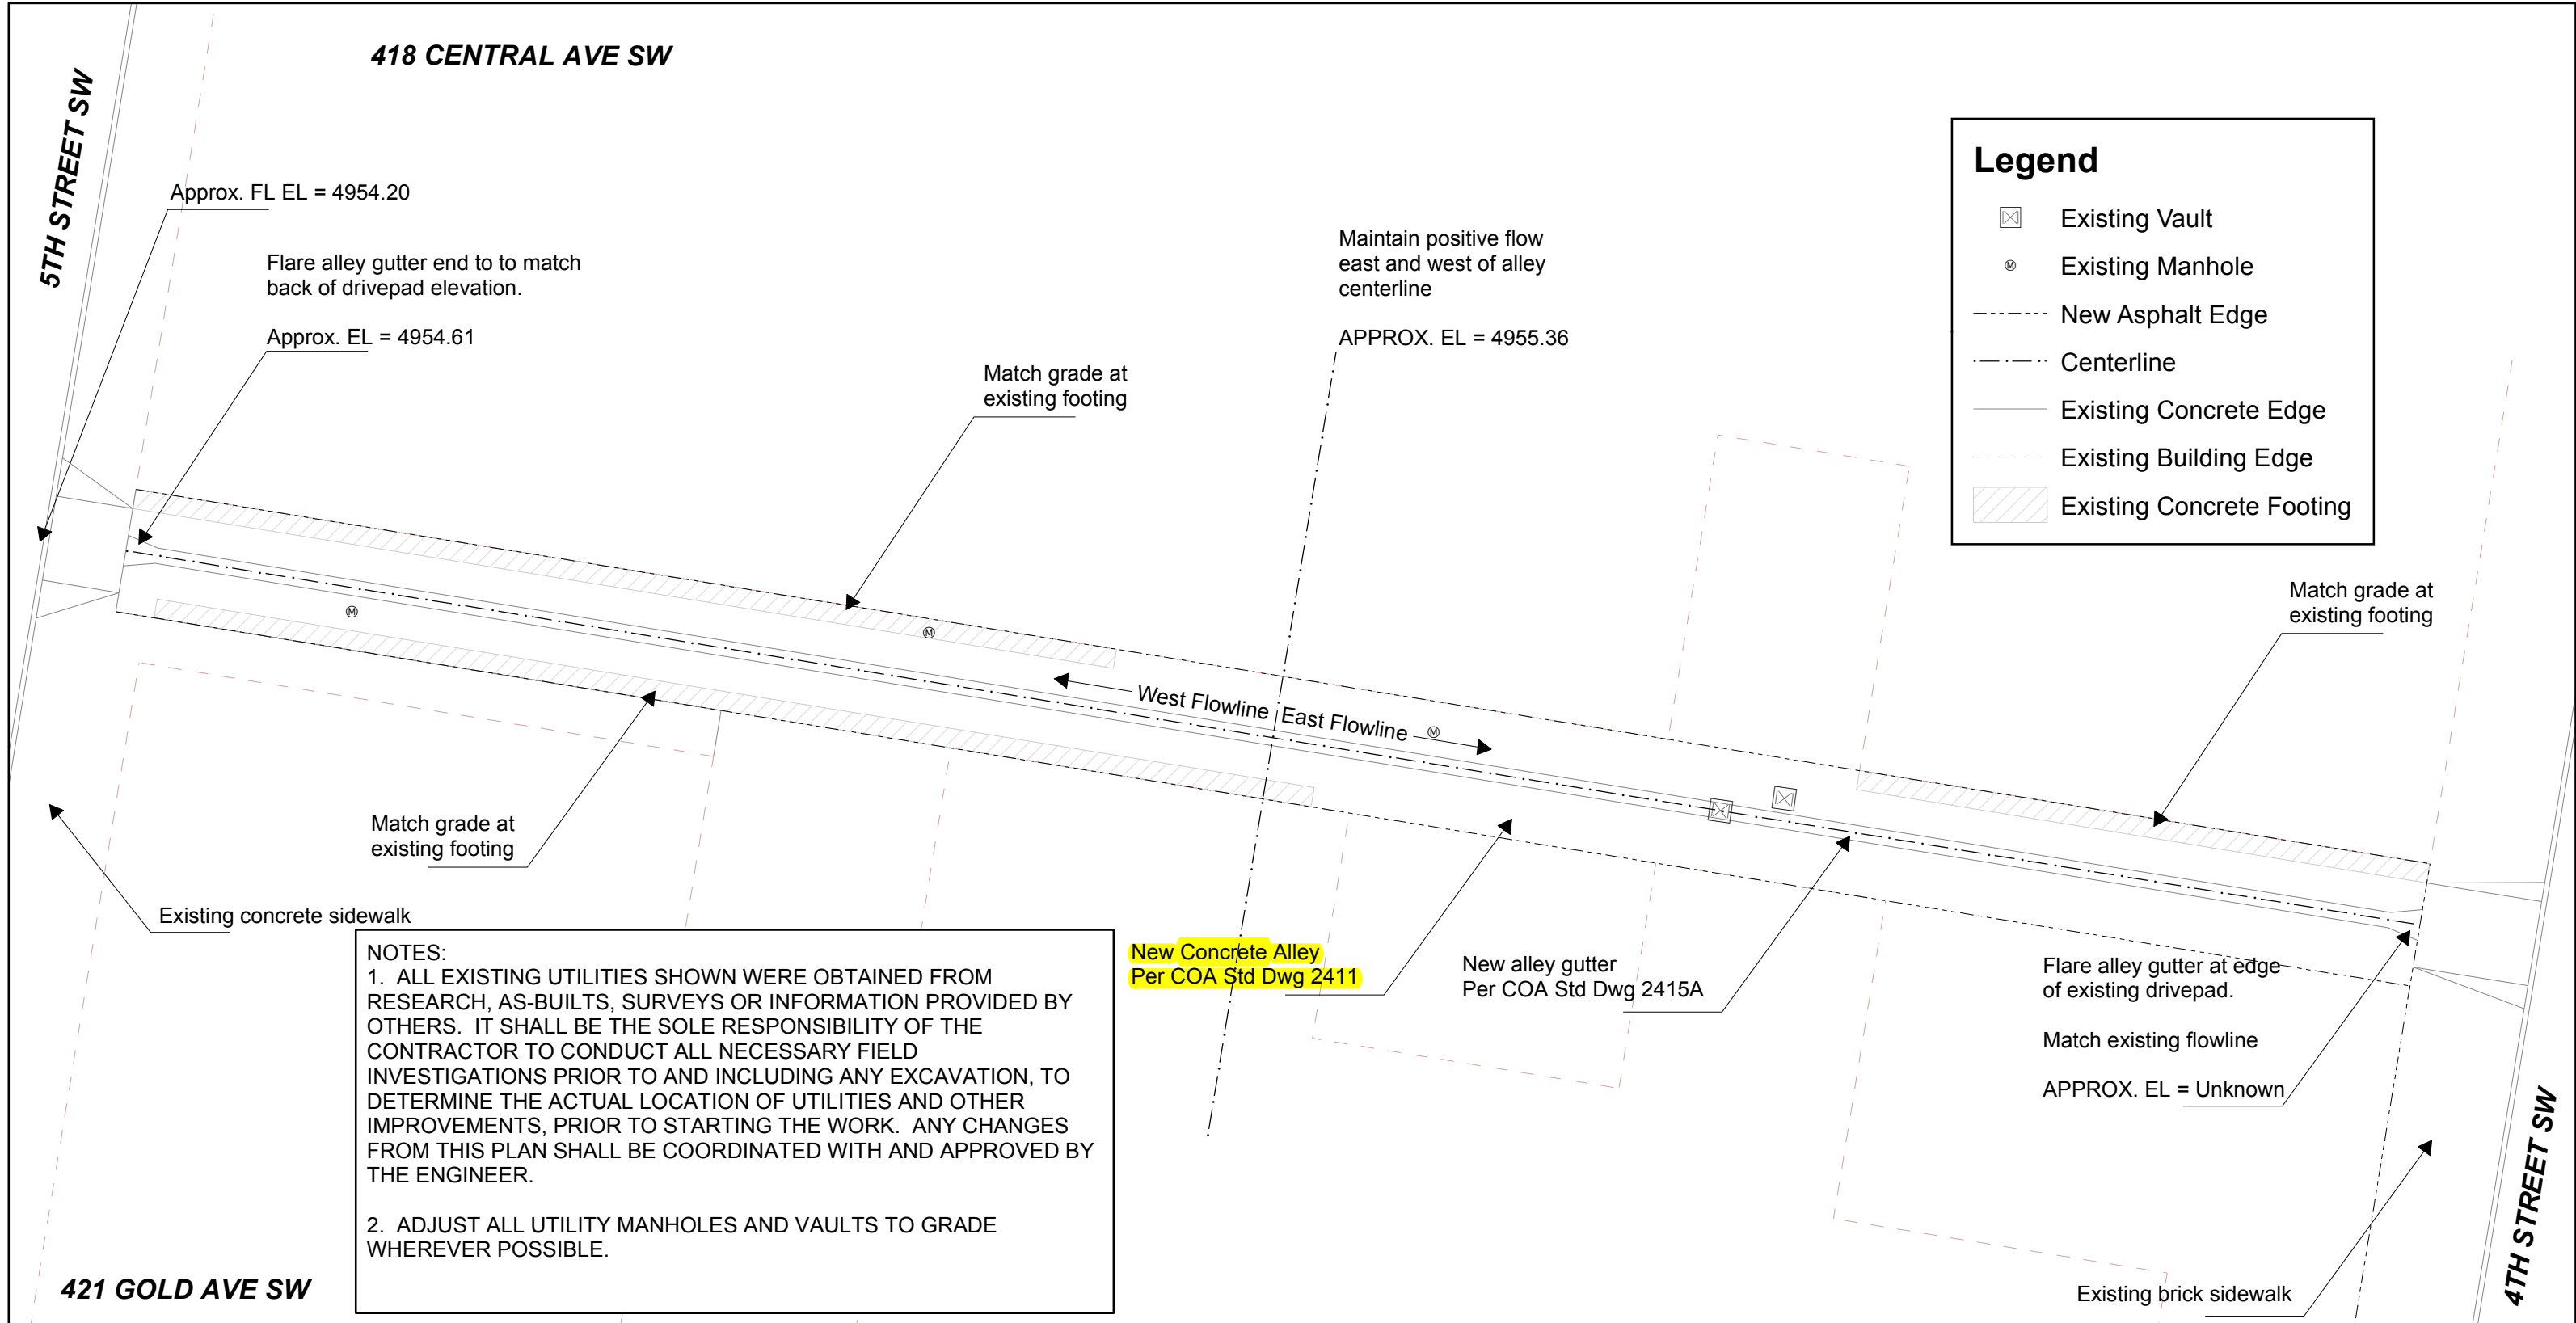 418 CENTRAL AVE SW
5TH STREET SW
Approx. FL EL = 4954.20
Flare alley gutter end to to match
back of drivepad elevation.
Approx. EL = 4954.61
Match grade at
existing footing
Maintain positive flow
east and west of alley
centerline
APPROX. EL = 4955.36
Legend
Existing Vault
M Existing Manhole
New Asphalt Edge
Centerline
Existing Concrete Edge
Existing Building Edge
Existing Concrete Footing
Match grade at
existing footing
M
M
West Flowline East Flowline
M
Match grade at
existing footing
Existing concrete sidewalk
NOTES:
1. ALL EXISTING UTILITIES SHOWN WERE OBTAINED FROM
RESEARCH, AS-BUILTS, SURVEYS OR INFORMATION PROVIDED BY
OTHERS. IT SHALL BE THE SOLE RESPONSIBILITY OF THE
CONTRACTOR TO CONDUCT ALL NECESSARY FIELD
INVESTIGATIONS PRIOR TO AND INCLUDING ANY EXCAVATION, TO
DETERMINE THE ACTUAL LOCATION OF UTILITIES AND OTHER
IMPROVEMENTS, PRIOR TO STARTING THE WORK. ANY CHANGES
FROM THIS PLAN SHALL BE COORDINATED WITH AND APPROVED BY
THE ENGINEER.
2. ADJUST ALL UTILITY MANHOLES AND VAULTS TO GRADE
WHEREVER POSSIBLE.
New Concrete Alley
Per COA Std Dwg 2411
New alley gutter
Per COA Std Dwg 2415A
Flare alley gutter at edge
of existing drivepad.
Match existing flowline
APPROX. EL = Unknown
421 GOLD AVE SW
Existing brick sidewalk
4TH STREET SW